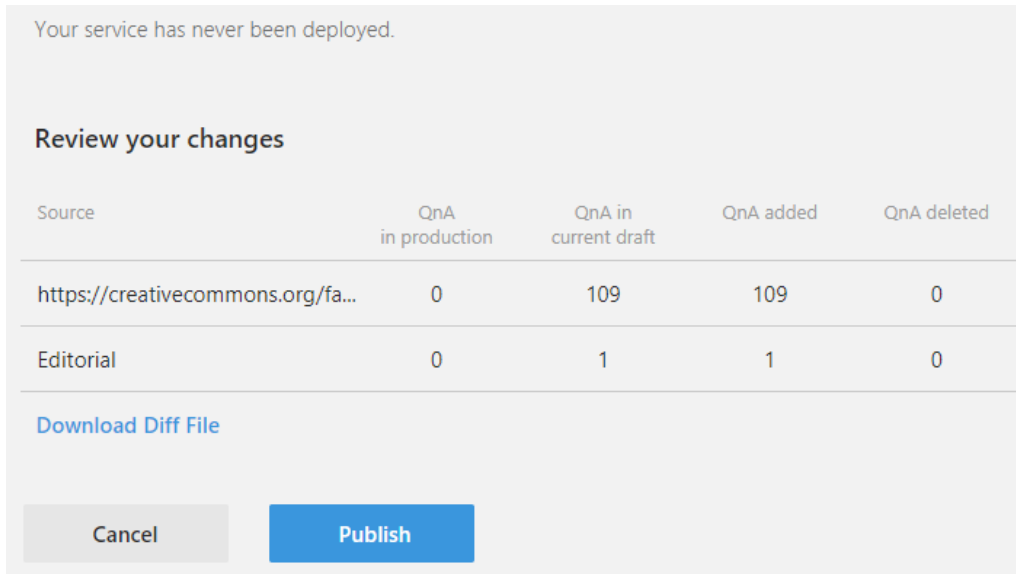 Your service has never been deployed.
Review your changes
Source QnA in production QnA in current draft QnA added QnA deleted
https://creativecommons.org/fa... 0 109 109 0
Editorial 0 1 1 0
Download Diff File
Cancel Publish